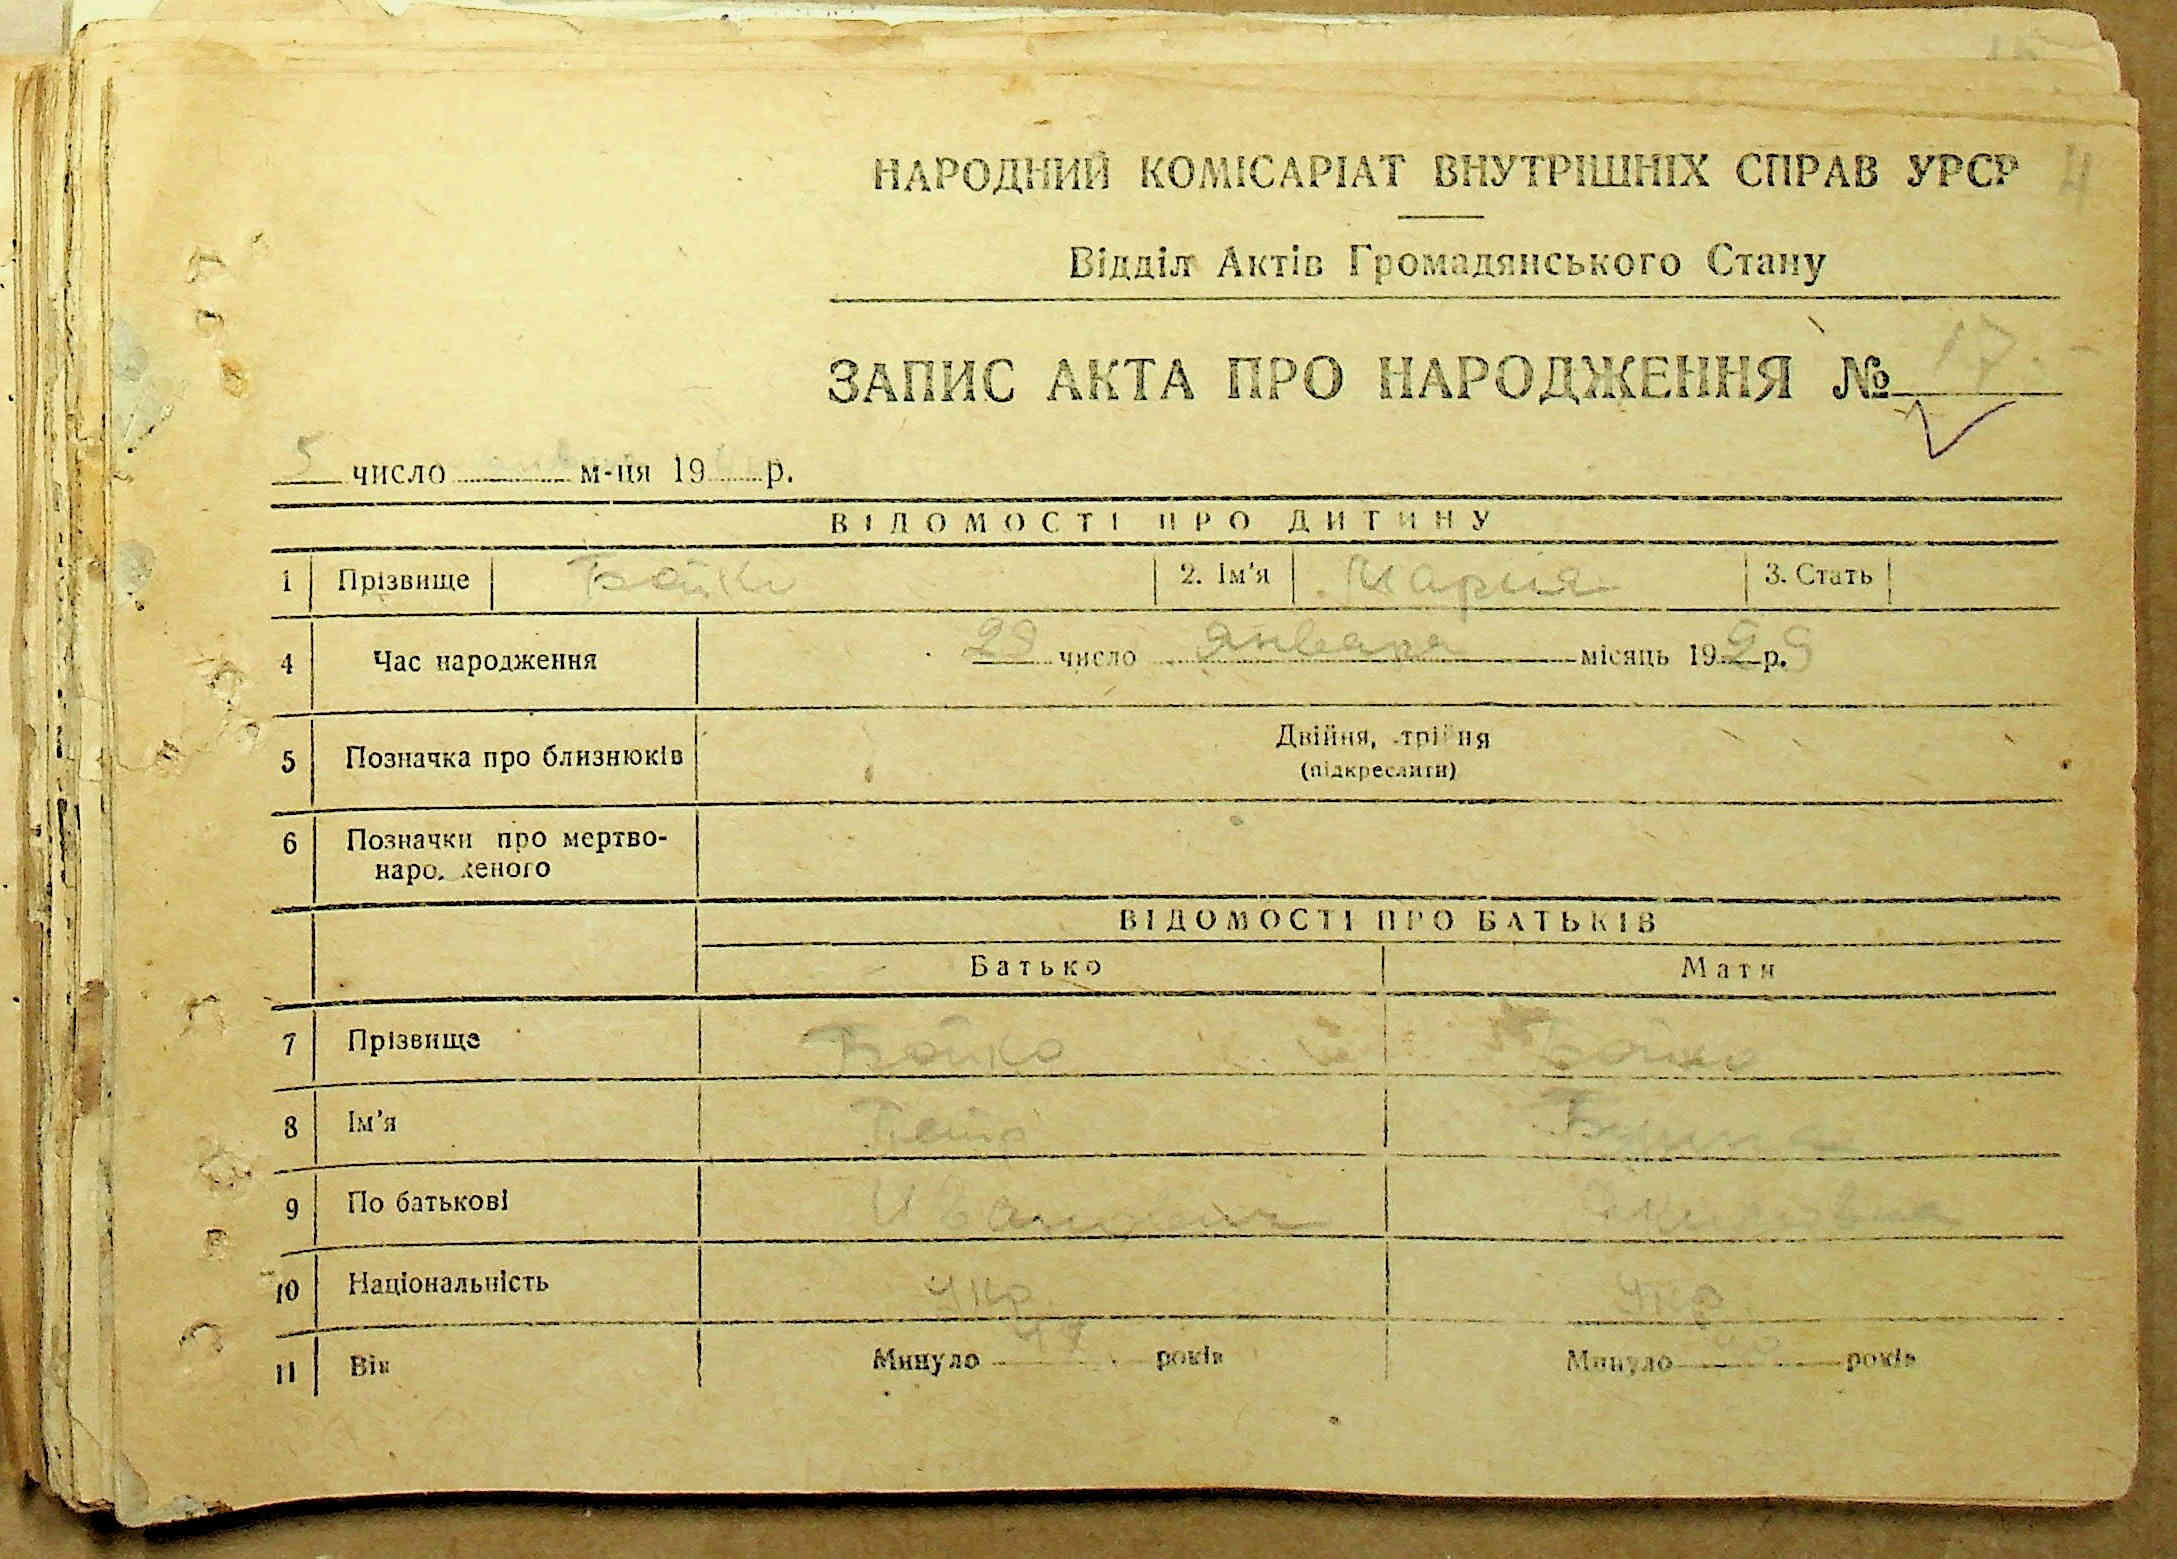 4
НАРОДНИЙ КОМІСАРІАТ ВНУТРІШНІХ СПРАВ УРСР
Відділ Актів Громадянського Стану
ЗАПИС АКТА ПРО НАРОДЖЕННЯ № 17
5 число м-ця 19 р.
ВІДОМОСТІ ПРО ДИТИНУ
1 Прізвище Бойко 2. Ім'я Мария 3. Стать
4 Час народження число января місяць 19 р.
5 Позначка про близнюків Двійня, трійня
(підкреслити)
6 Позначки про мертво-
народженого
ВІДОМОСТІ ПРО БАТЬКІВ
Батько Мати
7 Прізвище Бойко Бойко
8 Ім'я Петро
9 По батькові Иванович
10 Національність Укр. Укр.
11 Вік Минуло років Минуло років